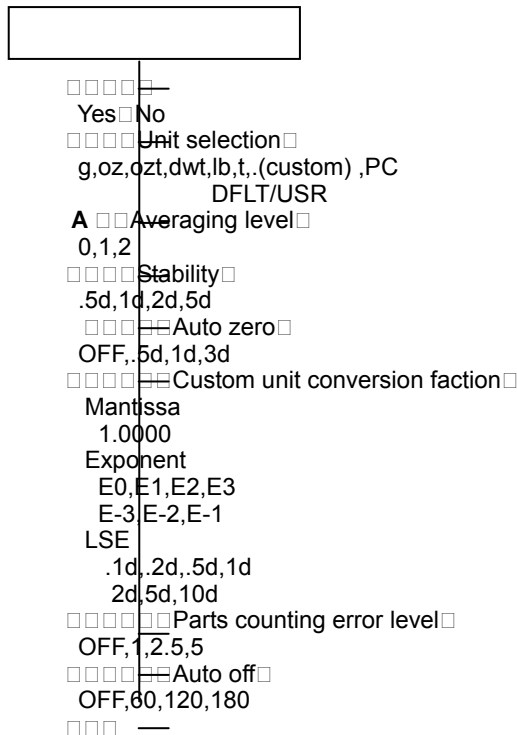 Yes No
Unit selection
g,oz,ozt,dwt,lb,t,.(custom) ,PC
DFLT/USR
A Averaging level
0,1,2
Stability
.5d,1d,2d,5d
Auto zero
OFF,.5d,1d,3d
Custom unit conversion faction
Mantissa
1.0000
Exponent
E0,E1,E2,E3
E-3,E-2,E-1
LSE
.1d,.2d,.5d,1d
2d,5d,10d
Parts counting error level
OFF,1,2.5,5
Auto off
OFF,60,120,180